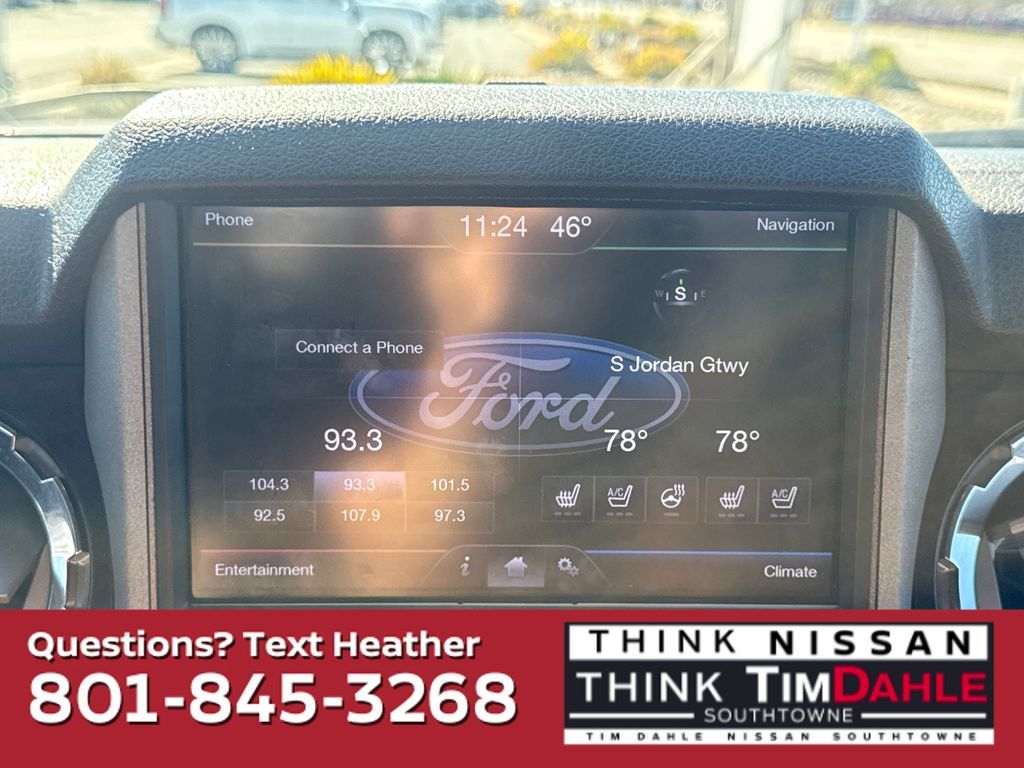 Phone
11:24 46°
Navigation
W S E
Connect a Phone
S Jordan Gtwy
Ford
93.3
78° 78°
104.3 93.3 101.5
92.5 107.9 97.3
A/C A/C
Entertainment
i
Climate
Questions? Text Heather
801-845-3268
THINK NISSAN
THINK TIMDAHLE
SOUTHTOWNE
TIM DAHLE NISSAN SOUTHTOWNE